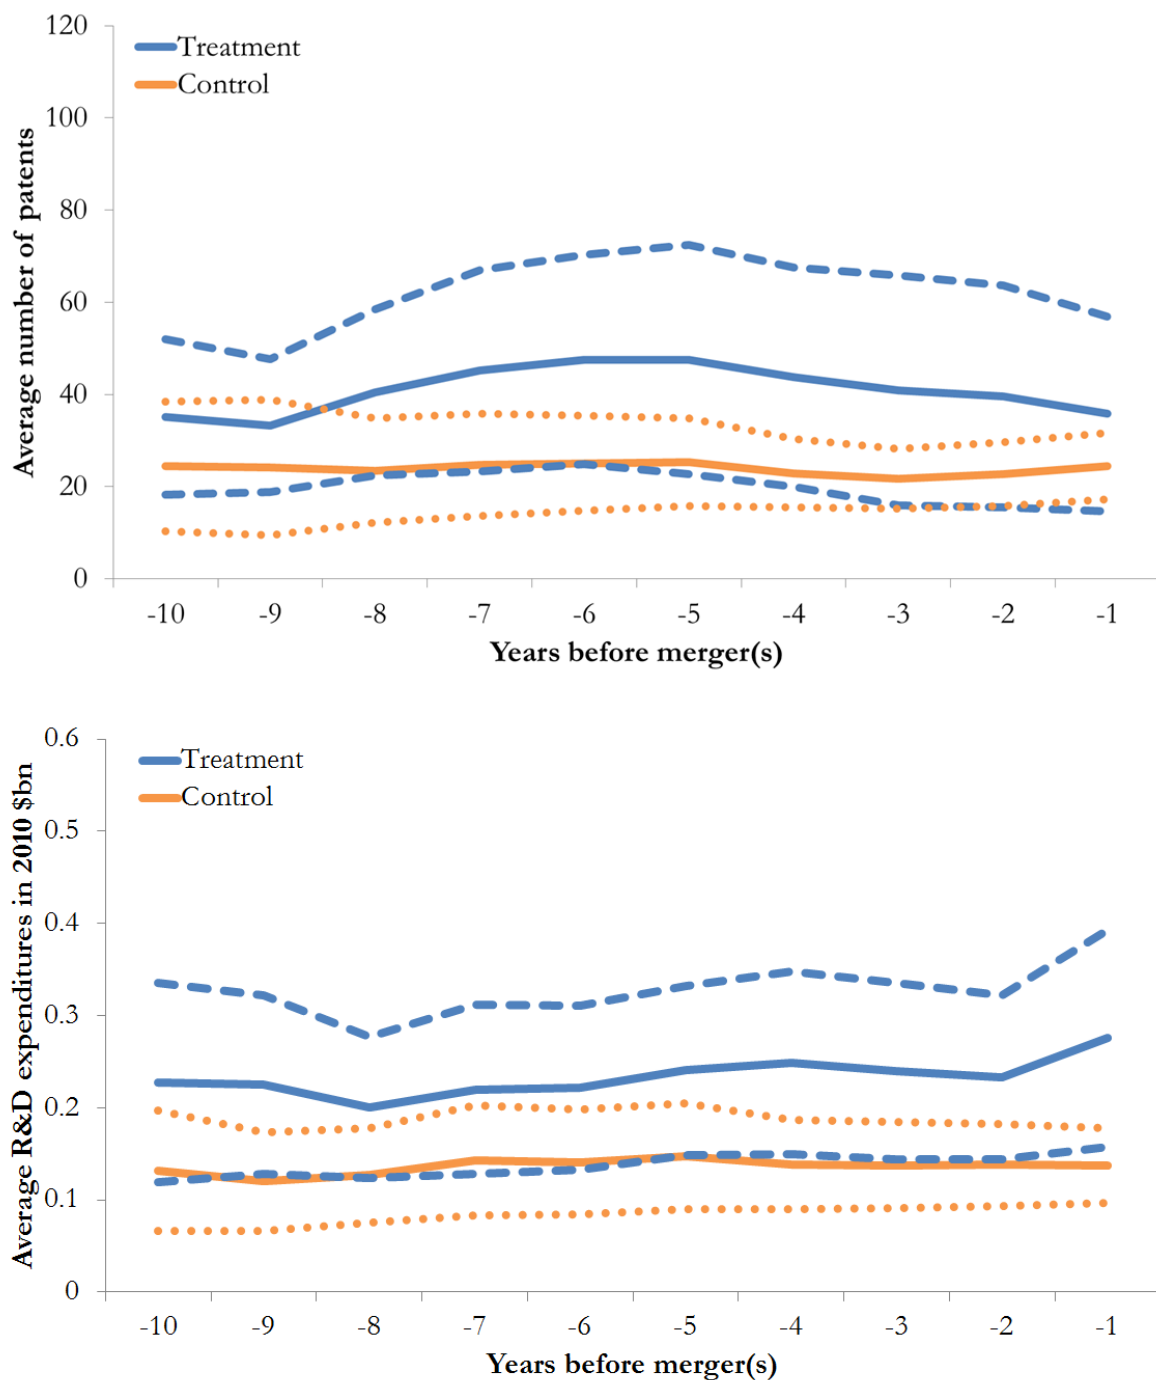 120
100
80
60
40
20
0
Average number of patents
Treatment
Control
-10 -9 -8 -7 -6 -5 -4 -3 -2 -1
Years before merger(s)
0.6
0.5
0.4
0.3
0.2
0.1
0
Average R&D expenditures in 2010 $bn
Treatment
Control
-10 -9 -8 -7 -6 -5 -4 -3 -2 -1
Years before merger(s)